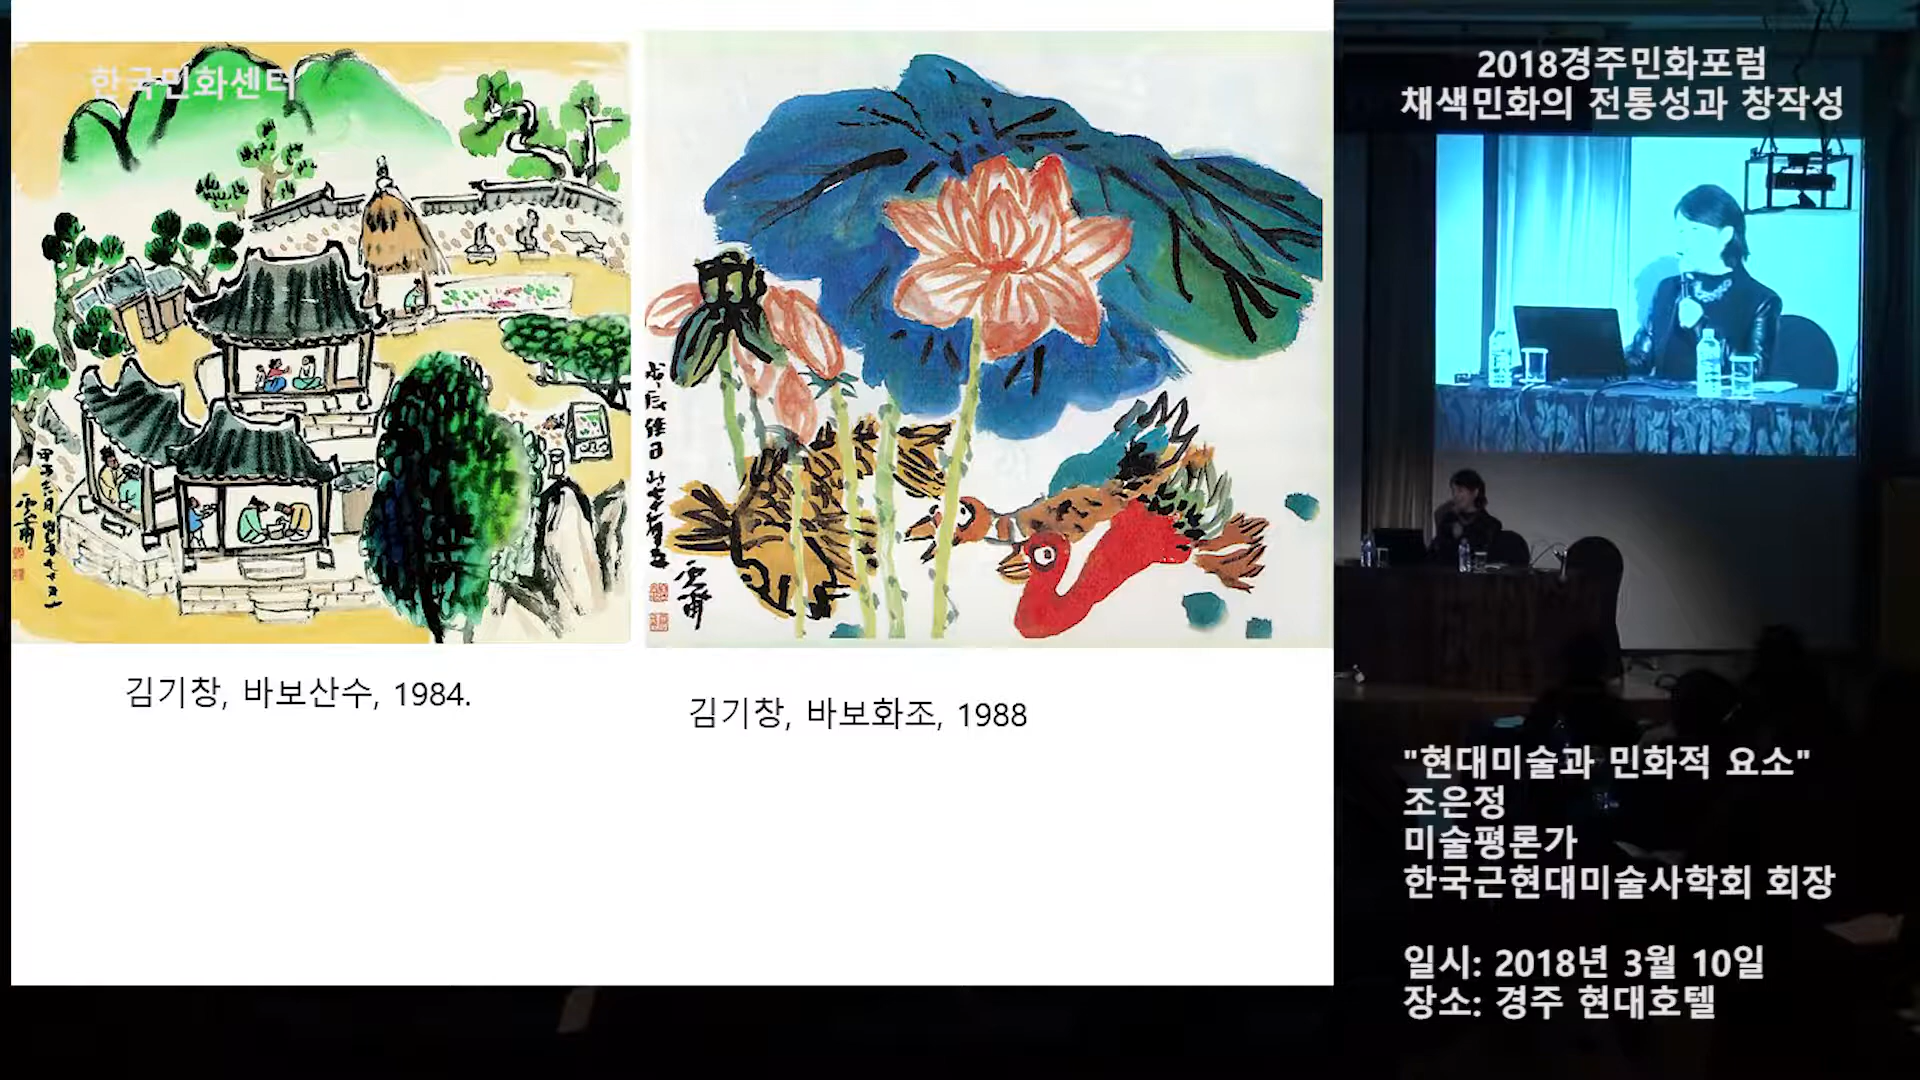 한국민화센터
김기창, 바보산수, 1984.
김기창, 바보화조, 1988
2018경주민화포럼
채색민화의 전통성과 창작성
"현대미술과 민화적 요소"
조은정
미술평론가
한국근현대미술사학회 회장
일시: 2018년 3월 10일
장소: 경주 현대호텔